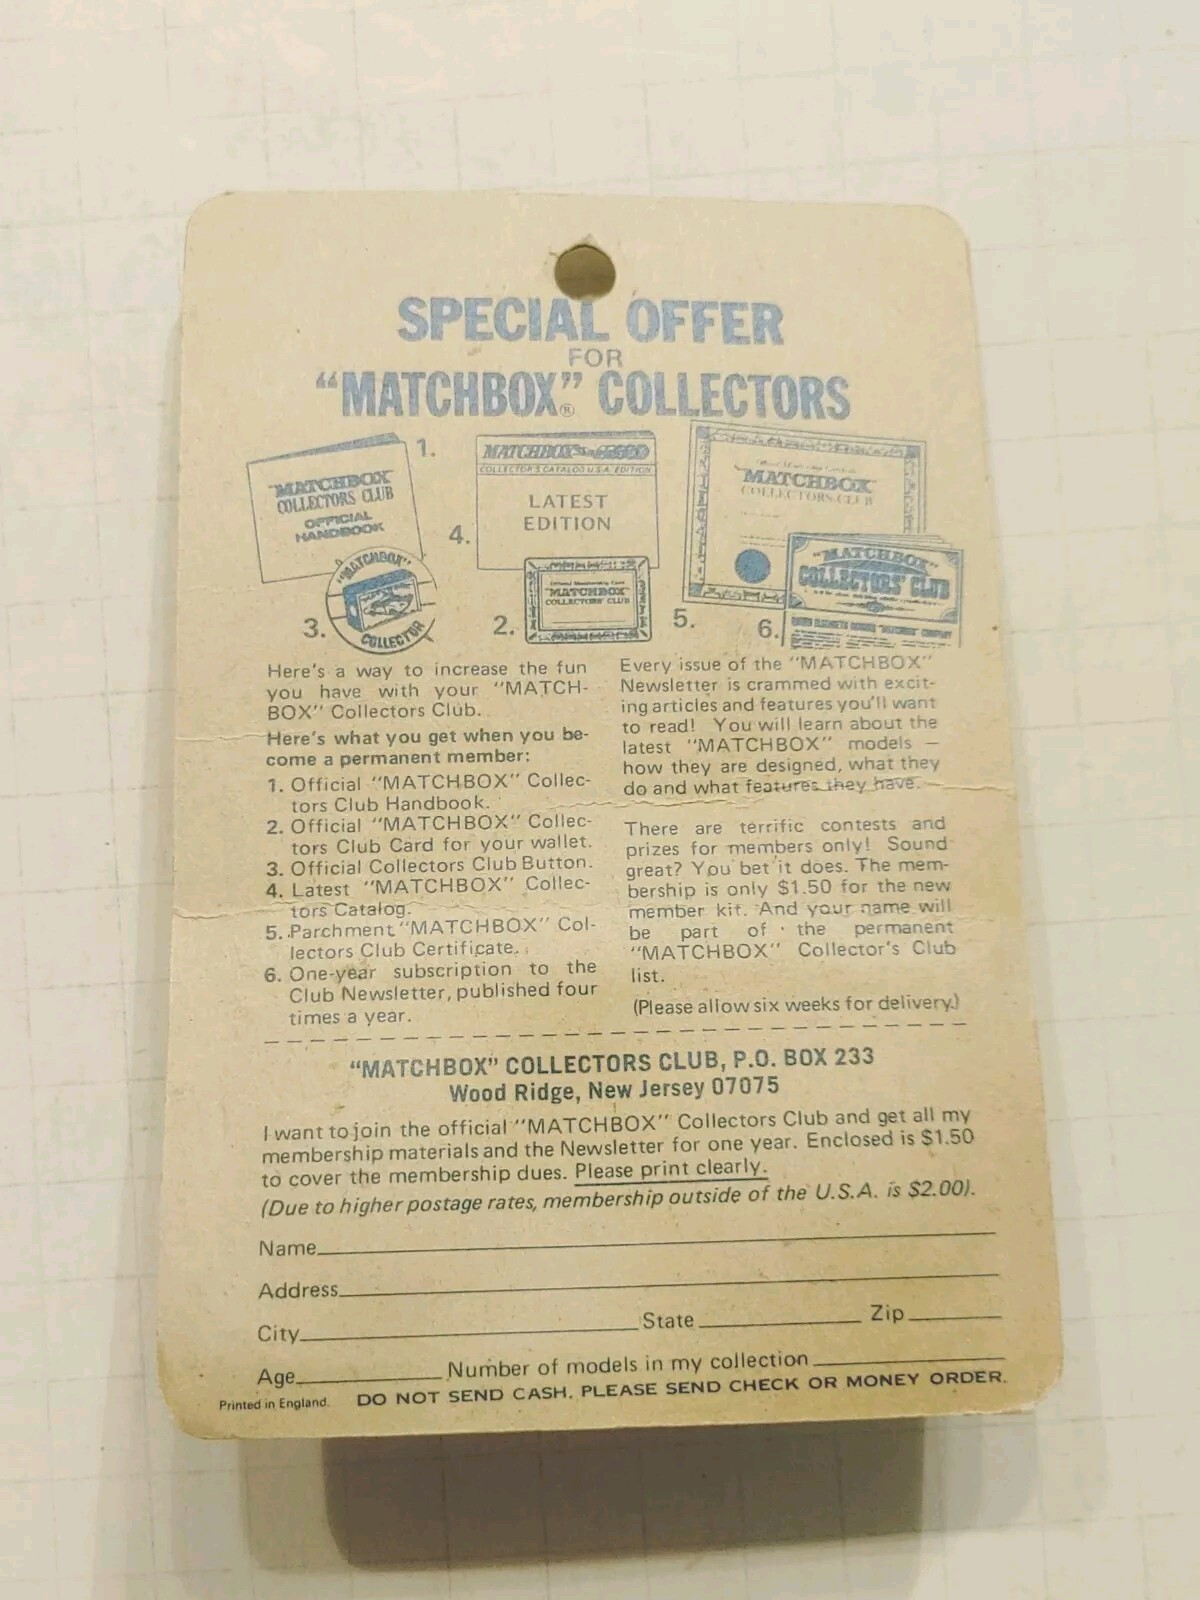 SPECIAL OFFER
FOR
“MATCHBOX”® COLLECTORS
1.
“MATCHBOX”
COLLECTORS CLUB
OFFICIAL
HANDBOOK
4.
MATCHBOX
COLLECTOR'S CATALOG U.S.A. EDITION
LATEST
EDITION
“MATCHBOX”
COLLECTORS CLUB
3.
“MATCHBOX”
COLLECTOR
2.
Official Membership Card
“MATCHBOX”
COLLECTORS' CLUB
5.
6.
“MATCHBOX”
COLLECTORS' CLUB
Here's a way to increase the fun
you have with your “MATCH-
BOX” Collectors Club.
Here's what you get when you be-
come a permanent member:
1. Official “MATCHBOX” Collec-
tors Club Handbook.
2. Official “MATCHBOX” Collec-
tors Club Card for your wallet.
3. Official Collectors Club Button.
4. Latest “MATCHBOX” Collec-
tors Catalog.
5. Parchment “MATCHBOX” Col-
lectors Club Certificate.
6. One-year subscription to the
Club Newsletter, published four
times a year.
Every issue of the “MATCHBOX”
Newsletter is crammed with excit-
ing articles and features you'll want
to read! You will learn about the
latest “MATCHBOX” models —
how they are designed, what they
do and what features they have.
There are terrific contests and
prizes for members only! Sound
great? You bet it does. The mem-
bership is only $1.50 for the new
member kit. And your name will
be part of the permanent
“MATCHBOX” Collector's Club
list.
(Please allow six weeks for delivery.)
“MATCHBOX” COLLECTORS CLUB, P.O. BOX 233
Wood Ridge, New Jersey 07075
I want to join the official “MATCHBOX” Collectors Club and get all my
membership materials and the Newsletter for one year. Enclosed is $1.50
to cover the membership dues. Please print clearly.
(Due to higher postage rates, membership outside of the U.S.A. is $2.00).
Name
Address
City State Zip
Age Number of models in my collection
Printed in England. DO NOT SEND CASH. PLEASE SEND CHECK OR MONEY ORDER.